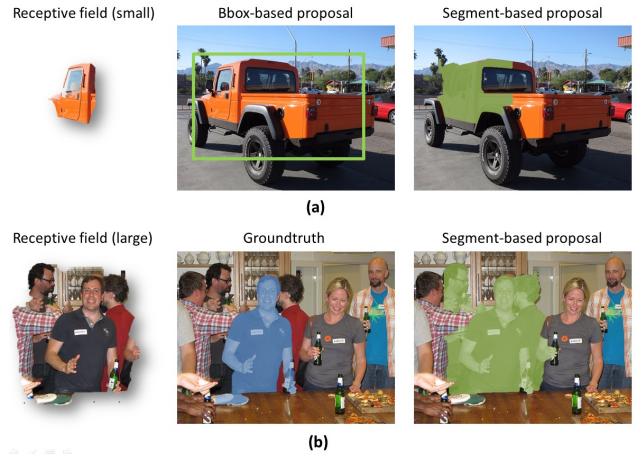 Receptive field (small)
Bbox-based proposal
Segment-based proposal
(a)
Receptive field (large)
Groundtruth
Segment-based proposal
(b)